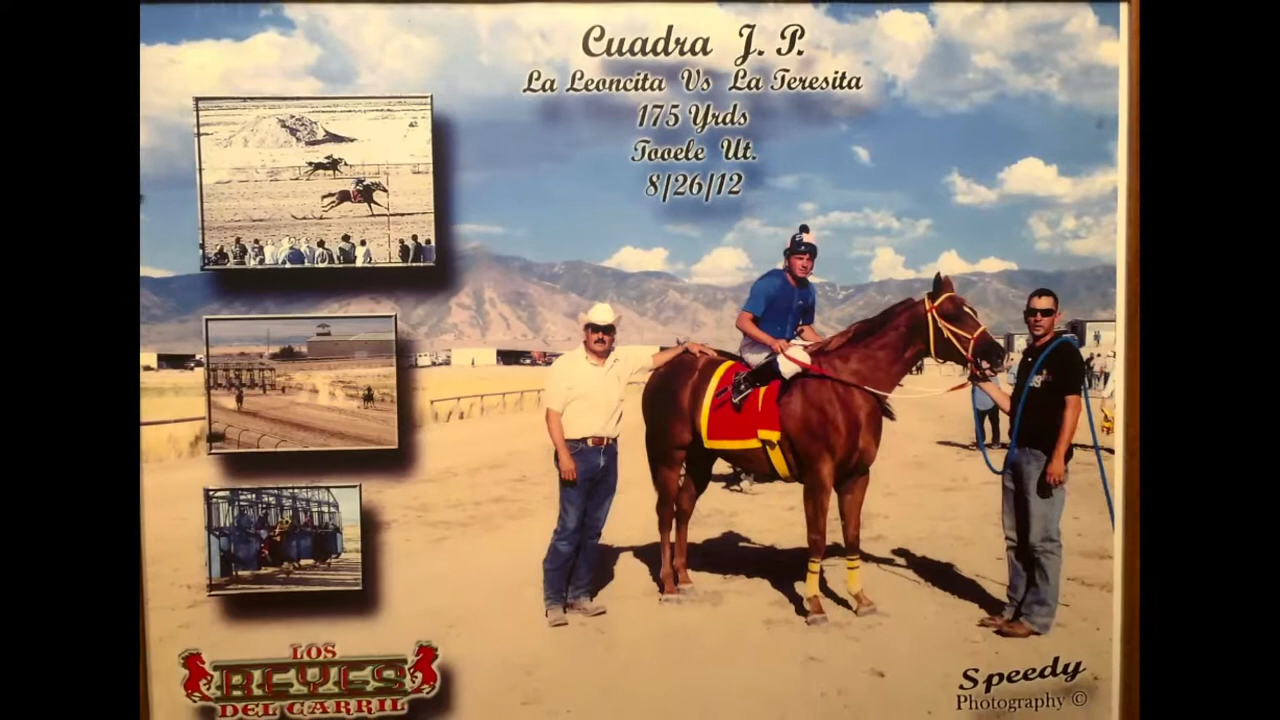 Cuadra J. P.
La Leoncita Vs La Teresita
175 Yrds
Tooele Ut.
8/26/12
LOS
REYES
DEL CARRIL
Speedy
Photography ©